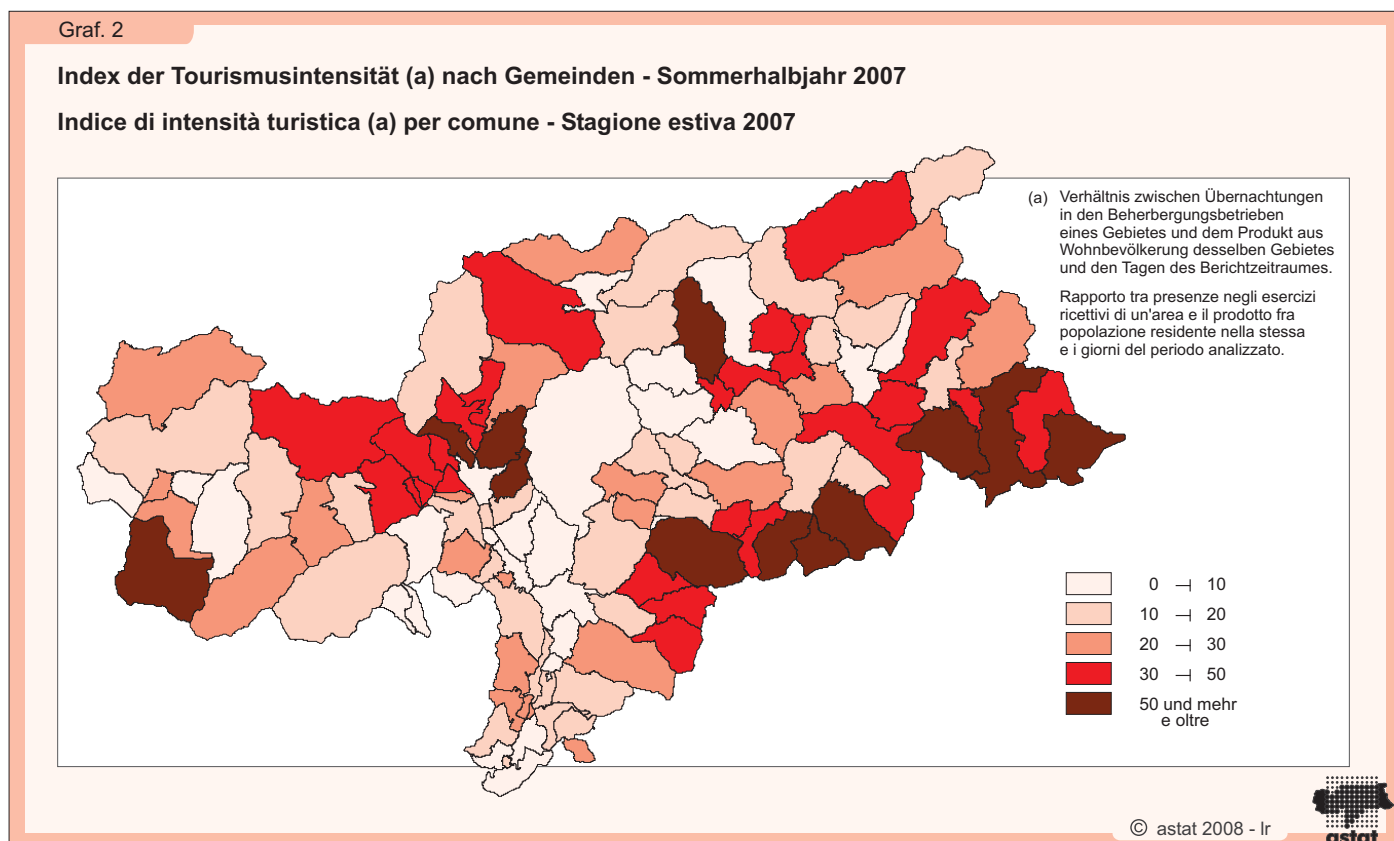 Graf. 2
Index der Tourismusintensität (a) nach Gemeinden - Sommerhalbjahr 2007
Indice di intensità turistica (a) per comune - Stagione estiva 2007
(a) Verhältnis zwischen Übernachtungen
in den Beherbergungsbetrieben
eines Gebietes und dem Produkt aus
Wohnbevölkerung desselben Gebietes
und den Tagen des Berichtzeitraumes.
Rapporto tra presenze negli esercizi
ricettivi di un'area e il prodotto fra
popolazione residente nella stessa
e i giorni del periodo analizzato.
0 ⊣ 10
10 ⊣ 20
20 ⊣ 30
30 ⊣ 50
50 und mehr
e oltre
© astat 2008 - lr
astat